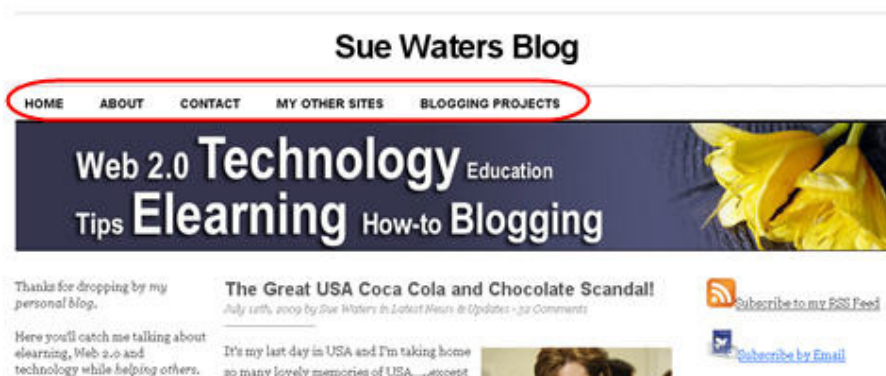 Sue Waters Blog
HOME ABOUT CONTACT MY OTHER SITES BLOGGING PROJECTS
Web 2.0 Technology Education
Tips Elearning How-to Blogging
Thanks for dropping by my
personal blog.
Here you'll catch me talking about
elearning, Web 2.0 and
technology while helping others.
The Great USA Coca Cola and Chocolate Scandal!
July 12th, 2009 by Sue Waters in Latest News & Updates · 32 Comments
It's my last day in USA and I'm taking home
so many lovely memories of USA ....except
Subscribe to my RSS Feed
Subscribe by Email